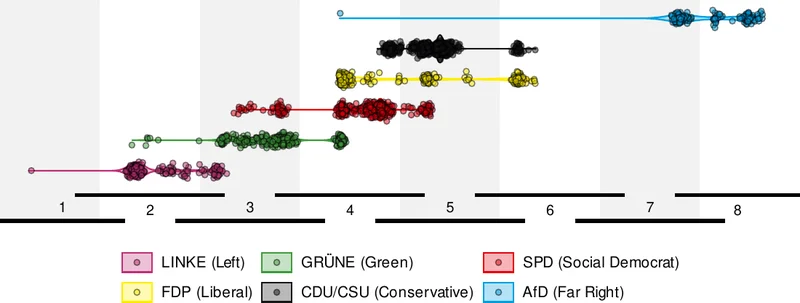 1 2 3 4 5 6 7 8
LINKE (Left) GRÜNE (Green) SPD (Social Democrat)
FDP (Liberal) CDU/CSU (Conservative) AfD (Far Right)